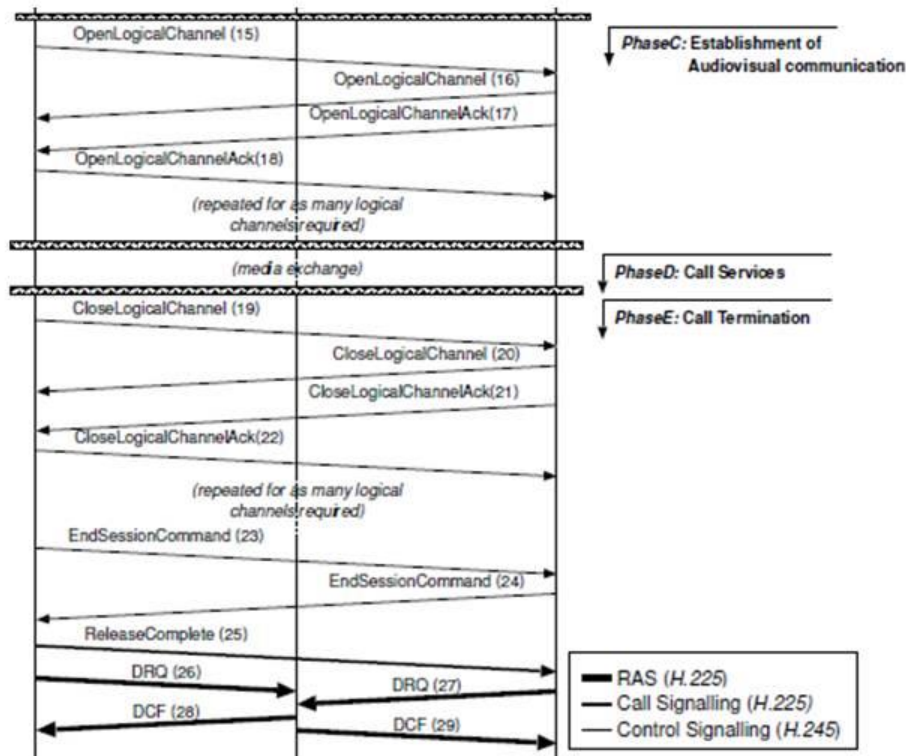 OpenLogicalChannel (15)
PhaseC: Establishment of
Audiovisual communication
OpenLogicalChannel (16)
OpenLogicalChannelAck(17)
OpenLogicalChannelAck(18)
(repeated for as many logical
channels required)
(media exchange)
PhaseD: Call Services
CloseLogicalChannel (19)
PhaseE: Call Termination
CloseLogicalChannel (20)
CloseLogicalChannelAck(21)
CloseLogicalChannelAck(22)
(repeated for as many logical
channels required)
EndSessionCommand (23)
EndSessionCommand (24)
ReleaseComplete (25)
DRQ (26)
DRQ (27)
DCF (28)
DCF (29)
RAS (H.225)
Call Signalling (H.225)
Control Signalling (H.245)